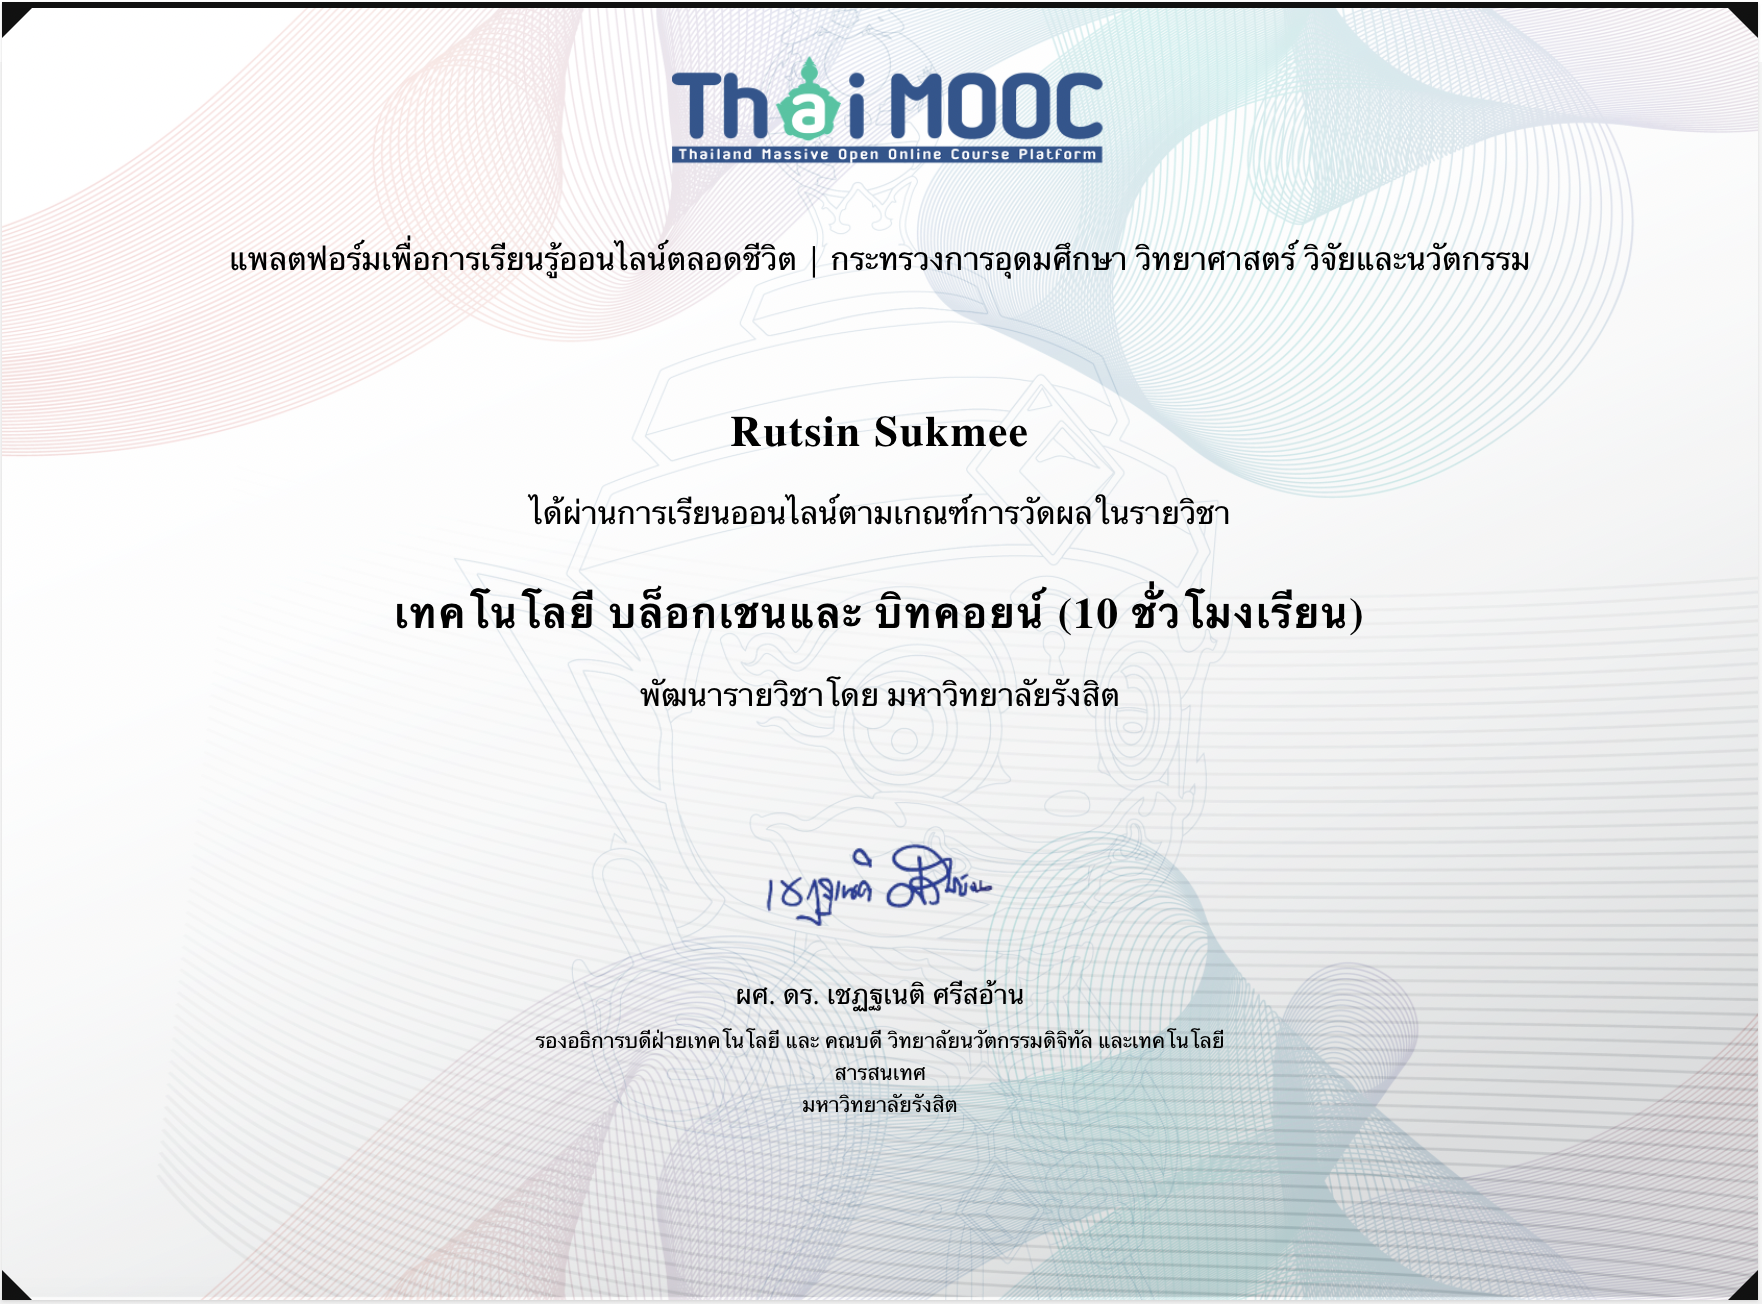 Thai MOOC
Thailand Massive Open Online Course Platform
แพลตฟอร์มเพื่อการเรียนรู้ออนไลน์ตลอดชีวิต | กระทรวงการอุดมศึกษา วิทยาศาสตร์ วิจัยและนวัตกรรม
Rutsin Sukmee
ได้ผ่านการเรียนออนไลน์ตามเกณฑ์การวัดผลในรายวิชา
เทคโนโลยี บล็อกเชนและ บิทคอยน์ (10 ชั่วโมงเรียน)
พัฒนารายวิชาโดย มหาวิทยาลัยรังสิต
เชฏฐเนติ ศรีสอ้าน
ผศ. ดร. เชฏฐเนติ ศรีสอ้าน
รองอธิการบดีฝ่ายเทคโนโลยี และ คณบดี วิทยาลัยนวัตกรรมดิจิทัล และเทคโนโลยี
สารสนเทศ
มหาวิทยาลัยรังสิต